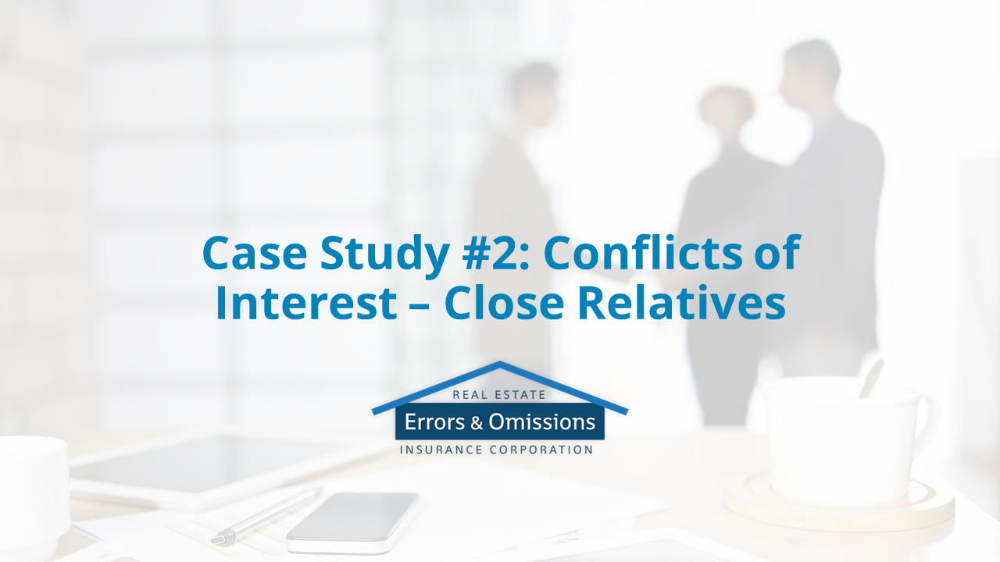 Case Study #2: Conflicts of
Interest – Close Relatives
REAL ESTATE
Errors & Omissions
INSURANCE CORPORATION